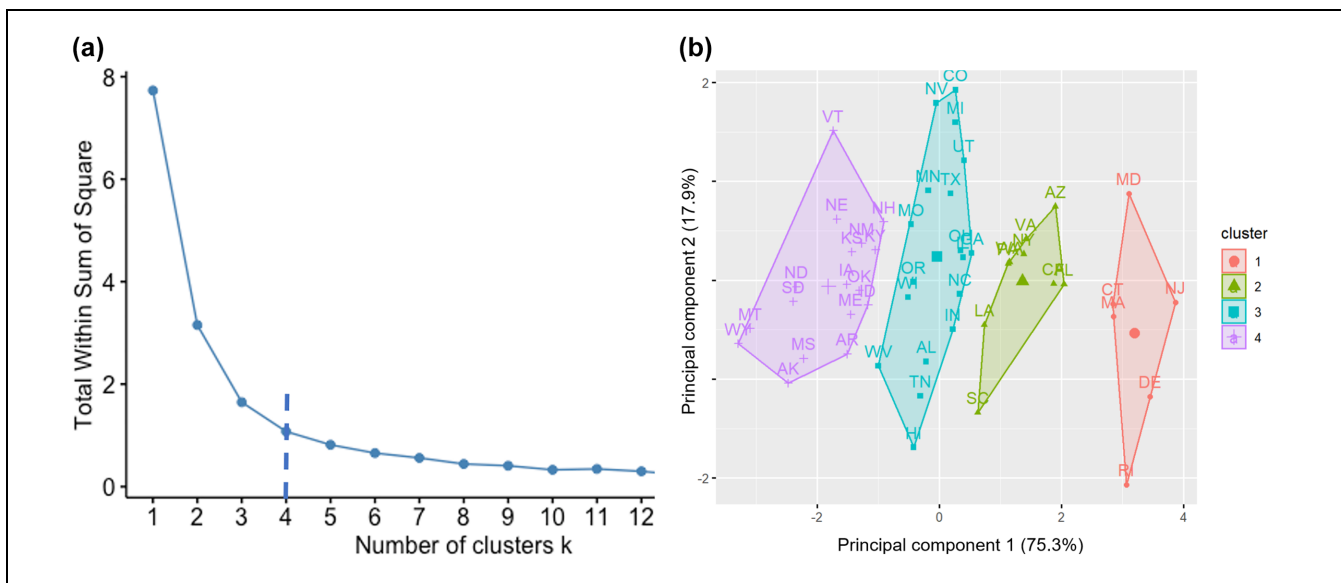 (a)
Total Within Sum of Square
8
6
4
2
0
1 2 3 4 5 6 7 8 9 10 11 12
Number of clusters k
(b)
Principal component 2 (17.9%)
2
0
-2
CO
NV
MI
VT
UT
MN TX
MD
NE NH
MO
AZ
NM
KS KY
VA
NY
OH
GA
ND
SD
IA
OK
ID
OR
WI
NC
FL
CT
MA
NJ
ME
MT
WY
LA
IN
MS
AR
AK
WV
AL
TN
SC
DE
HI
RI
-2 0 2 4
Principal component 1 (75.3%)
cluster
1
2
3
4